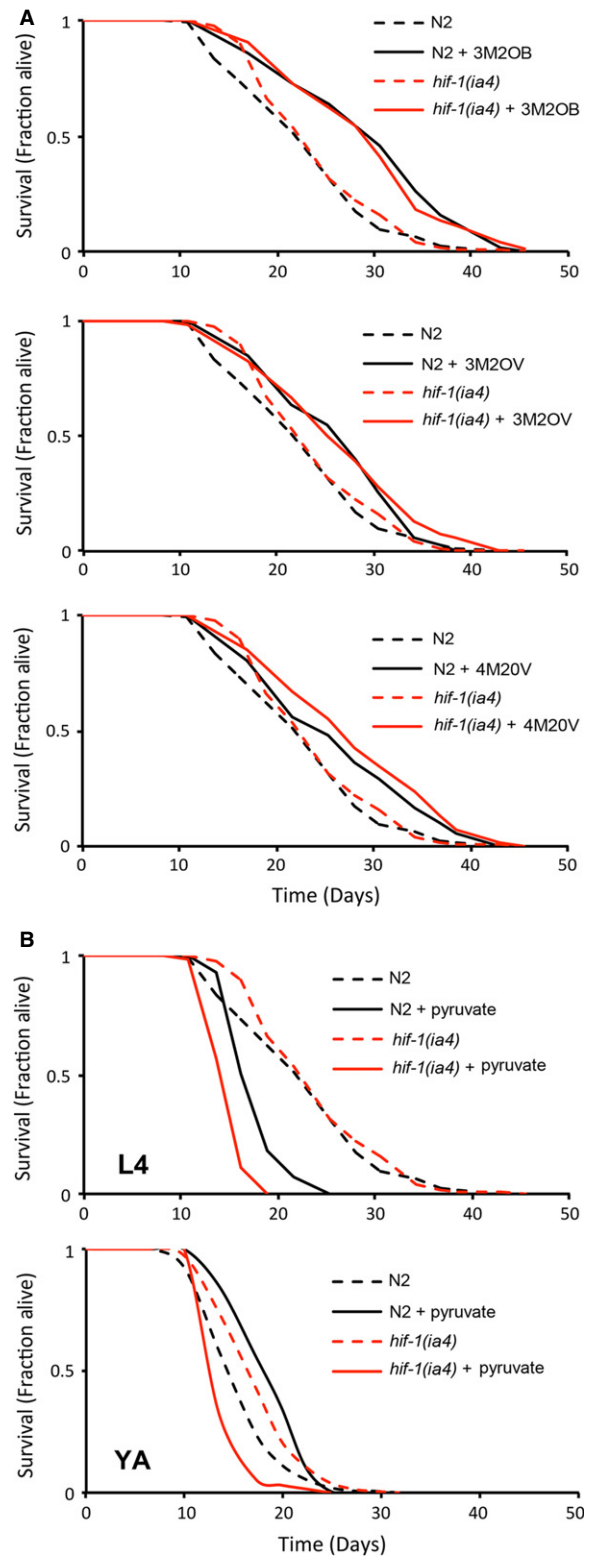 A
Survival (Fraction alive)
1
0.5
0
N2
N2 + 3M2OB
hif-1(ia4)
hif-1(ia4) + 3M2OB
0 10 20 30 40 50
Survival (Fraction alive)
1
0.5
0
N2
N2 + 3M2OV
hif-1(ia4)
hif-1(ia4) + 3M2OV
0 10 20 30 40 50
Survival (Fraction alive)
1
0.5
0
N2
N2 + 4M20V
hif-1(ia4)
hif-1(ia4) + 4M20V
0 10 20 30 40 50
Time (Days)
B
Survival (Fraction alive)
1
0.5
0
N2
N2 + pyruvate
hif-1(ia4)
hif-1(ia4) + pyruvate
L4
0 10 20 30 40 50
Survival (Fraction alive)
1
0.5
0
N2
N2 + pyruvate
hif-1(ia4)
hif-1(ia4) + pyruvate
YA
0 10 20 30 40 50
Time (Days)